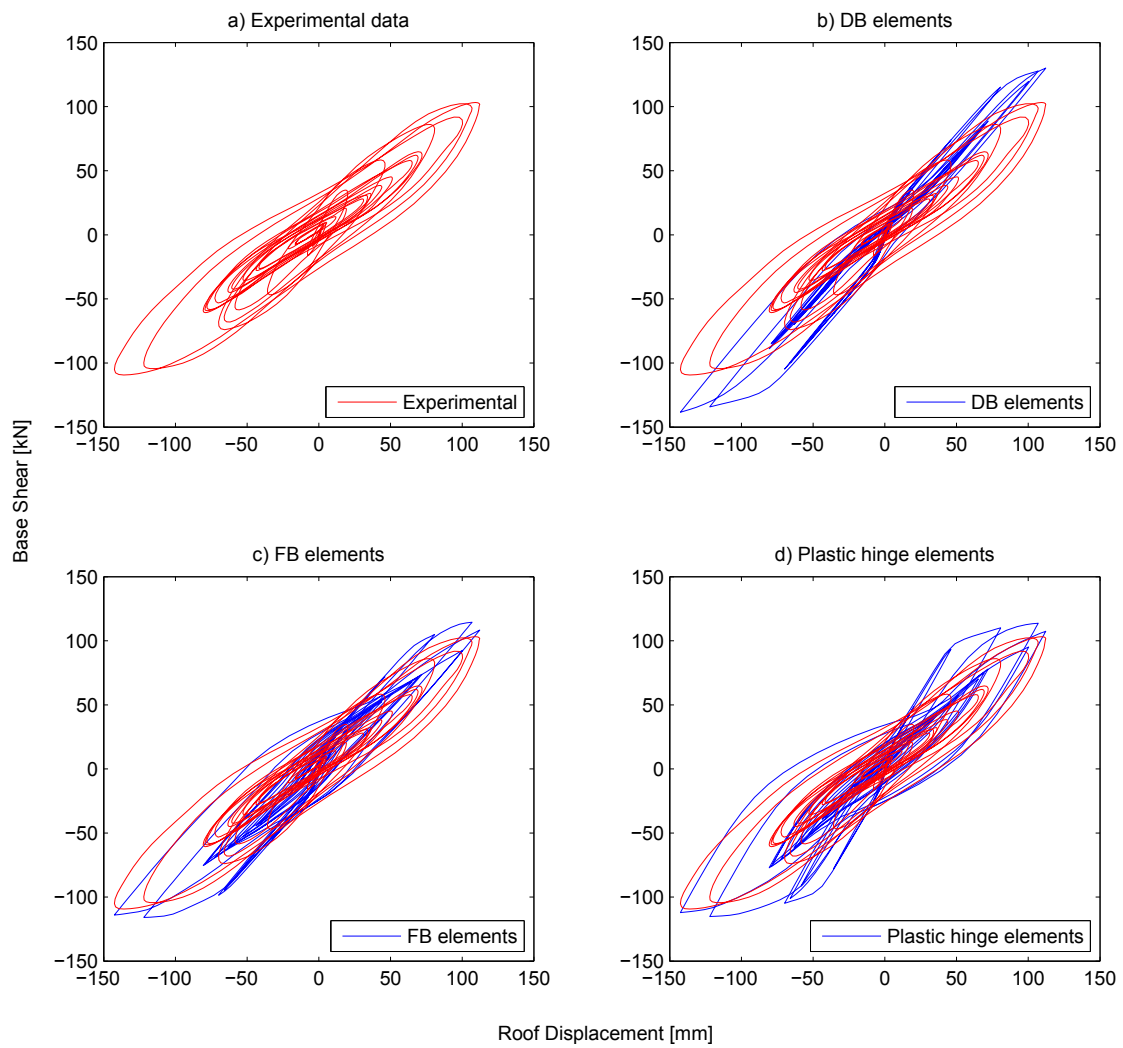 a) Experimental data
150
100
50
0
−50
−100
−150
−150 −100 −50 0 50 100 150
Experimental
b) DB elements
150
100
50
0
−50
−100
−150
−150 −100 −50 0 50 100 150
DB elements
Base Shear [kN]
c) FB elements
150
100
50
0
−50
−100
−150
−150 −100 −50 0 50 100 150
FB elements
d) Plastic hinge elements
150
100
50
0
−50
−100
−150
−150 −100 −50 0 50 100 150
Plastic hinge elements
Roof Displacement [mm]